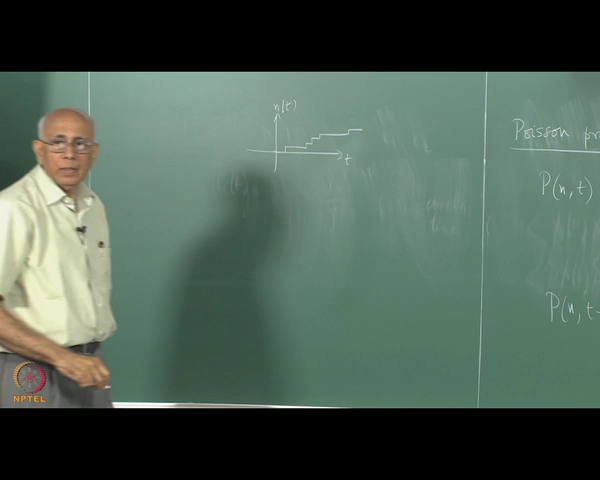 n(t)
t
Poisson pr
P(n, t)
P(n, t-
NPTEL